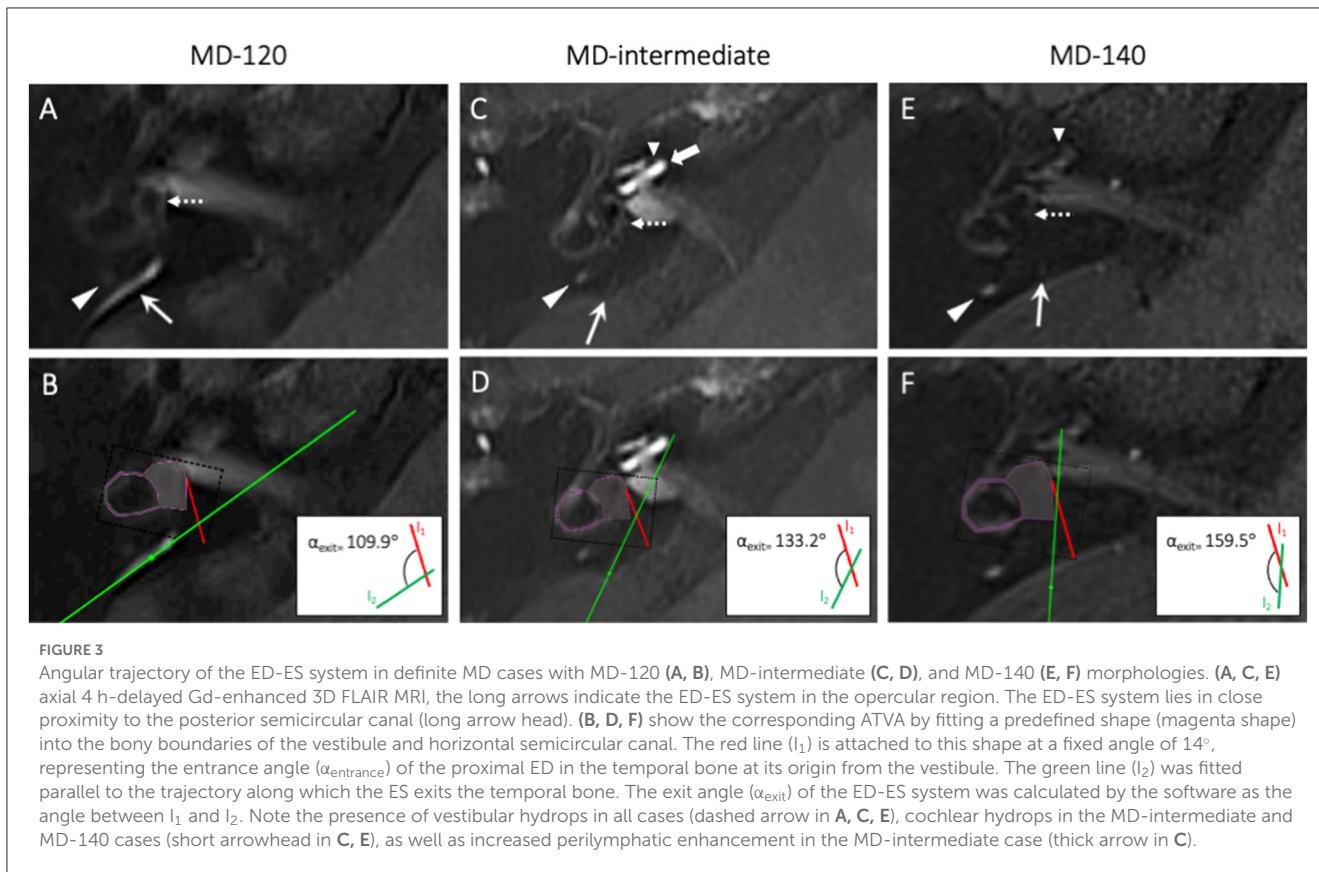 MD-120
MD-intermediate
MD-140
A
C
E
B
D
F
αexit= 109.9°
l1
l2
αexit= 133.2°
l1
l2
αexit= 159.5°
l1
l2
FIGURE 3
Angular trajectory of the ED-ES system in definite MD cases with MD-120 (A, B), MD-intermediate (C, D), and MD-140 (E, F) morphologies. (A, C, E)
axial 4 h-delayed Gd-enhanced 3D FLAIR MRI, the long arrows indicate the ED-ES system in the opercular region. The ED-ES system lies in close
proximity to the posterior semicircular canal (long arrow head). (B, D, F) show the corresponding ATVA by fitting a predefined shape (magenta shape)
into the bony boundaries of the vestibule and horizontal semicircular canal. The red line (l1) is attached to this shape at a fixed angle of 14°,
representing the entrance angle (αentrance) of the proximal ED in the temporal bone at its origin from the vestibule. The green line (l2) was fitted
parallel to the trajectory along which the ES exits the temporal bone. The exit angle (αexit) of the ED-ES system was calculated by the software as the
angle between l1 and l2. Note the presence of vestibular hydrops in all cases (dashed arrow in A, C, E), cochlear hydrops in the MD-intermediate and
MD-140 cases (short arrowhead in C, E), as well as increased perilymphatic enhancement in the MD-intermediate case (thick arrow in C).